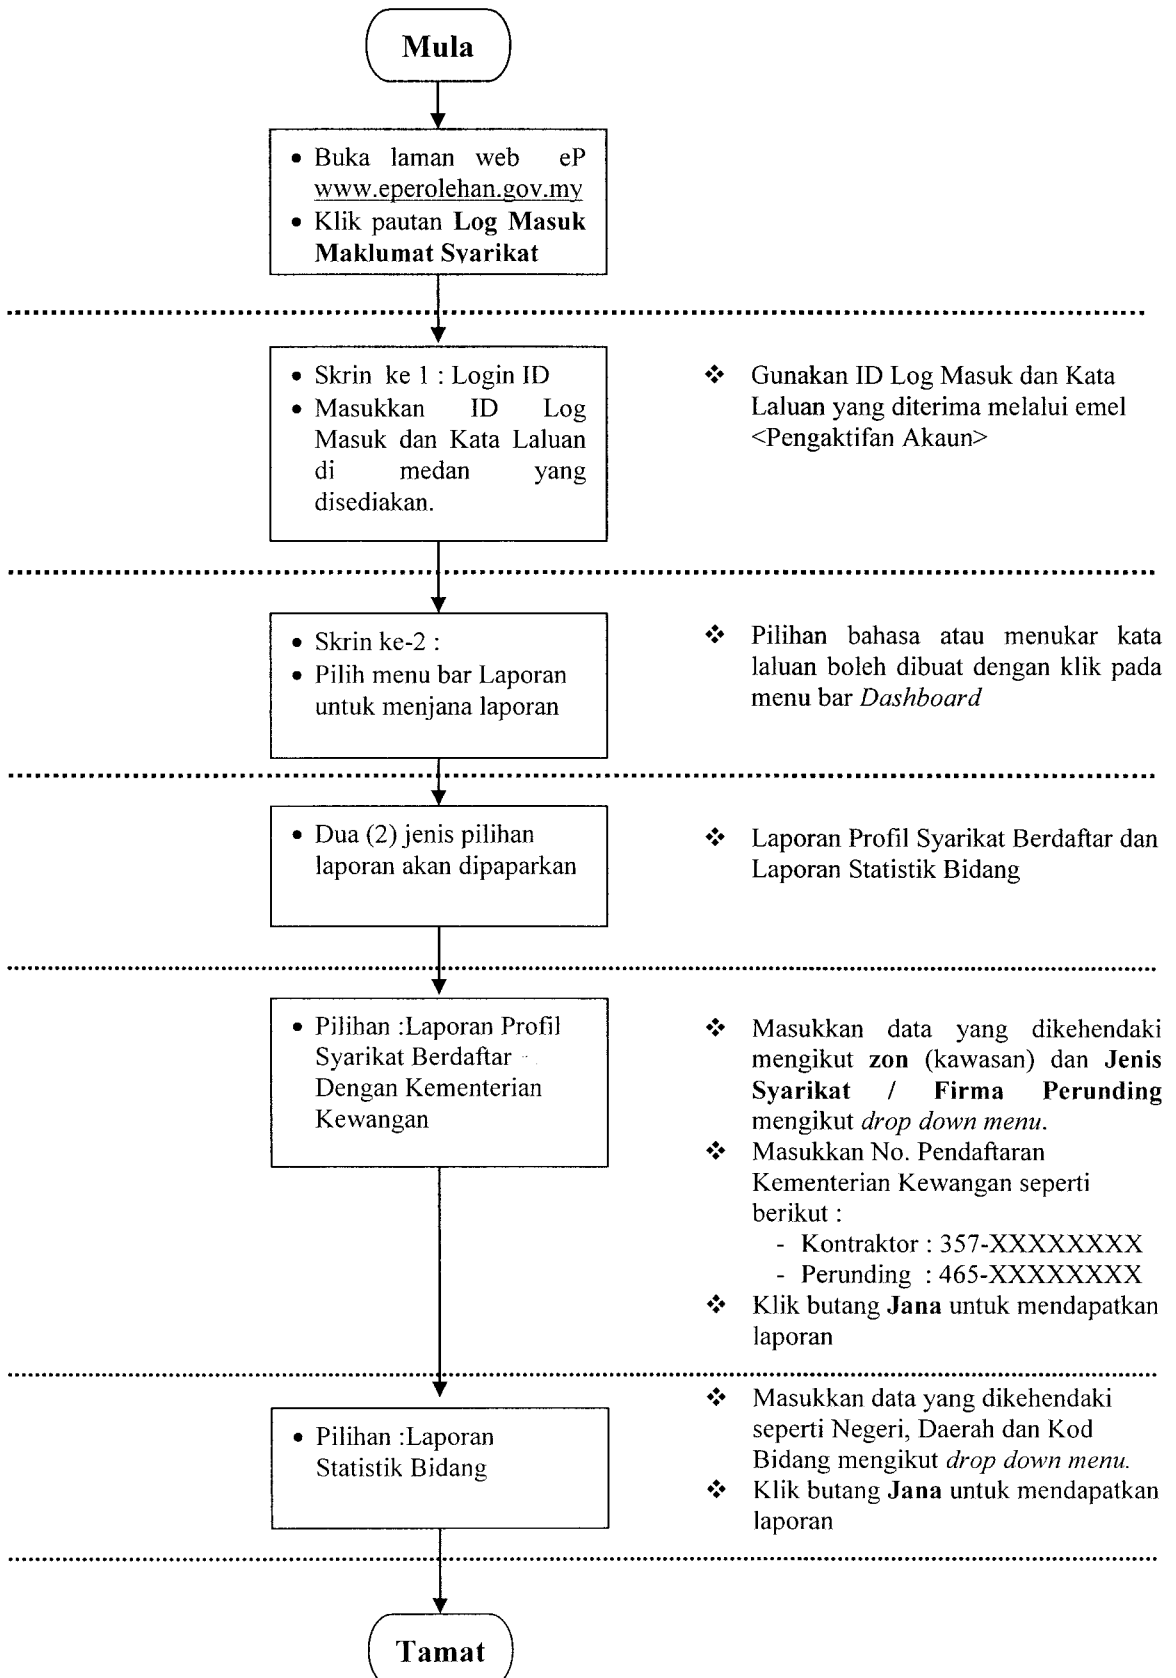 Mula
• Buka laman web eP
www.eperolehan.gov.my
• Klik pautan Log Masuk
Maklumat Syarikat
• Skrin ke 1 : Login ID
• Masukkan ID Log
Masuk dan Kata Laluan
di medan yang
disediakan.
❖ Gunakan ID Log Masuk dan Kata
Laluan yang diterima melalui emel
<Pengaktifan Akaun>
• Skrin ke-2 :
• Pilih menu bar Laporan
untuk menjana laporan
❖ Pilihan bahasa atau menukar kata
laluan boleh dibuat dengan klik pada
menu bar Dashboard
• Dua (2) jenis pilihan
laporan akan dipaparkan
❖ Laporan Profil Syarikat Berdaftar dan
Laporan Statistik Bidang
• Pilihan :Laporan Profil
Syarikat Berdaftar
Dengan Kementerian
Kewangan
❖ Masukkan data yang dikehendaki
mengikut zon (kawasan) dan Jenis
Syarikat / Firma Perunding
mengikut drop down menu.
❖ Masukkan No. Pendaftaran
Kementerian Kewangan seperti
berikut :
- Kontraktor : 357-XXXXXXXX
- Perunding : 465-XXXXXXXX
❖ Klik butang Jana untuk mendapatkan
laporan
• Pilihan :Laporan
Statistik Bidang
❖ Masukkan data yang dikehendaki
seperti Negeri, Daerah dan Kod
Bidang mengikut drop down menu.
❖ Klik butang Jana untuk mendapatkan
laporan
Tamat